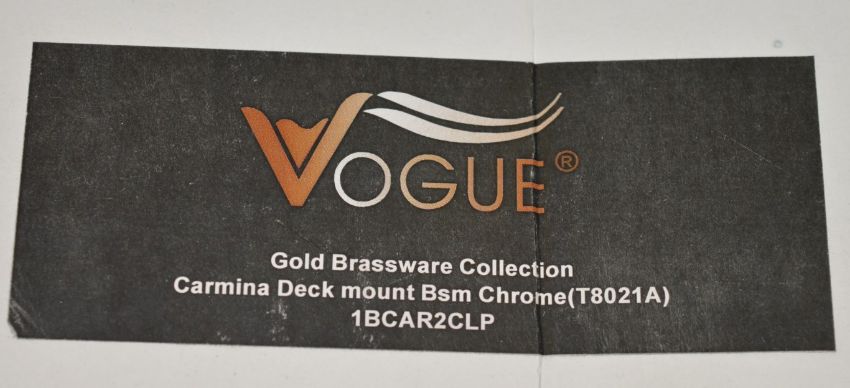 VOGUE®
Gold Brassware Collection
Carmina Deck mount Bsm Chrome(T8021A)
1BCAR2CLP